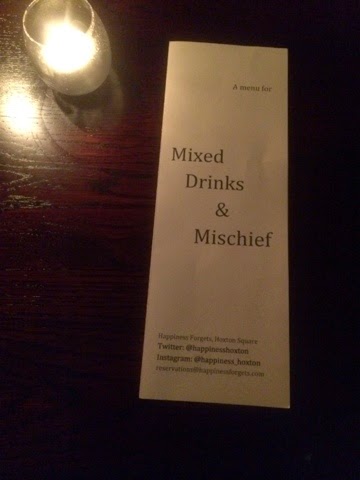 A menu for
Mixed
Drinks
&
Mischief
Happiness Forgets, Hoxton Square
Twitter: @happinesshoxton
Instagram: @happiness_hoxton
reservations@happinessforgets.com